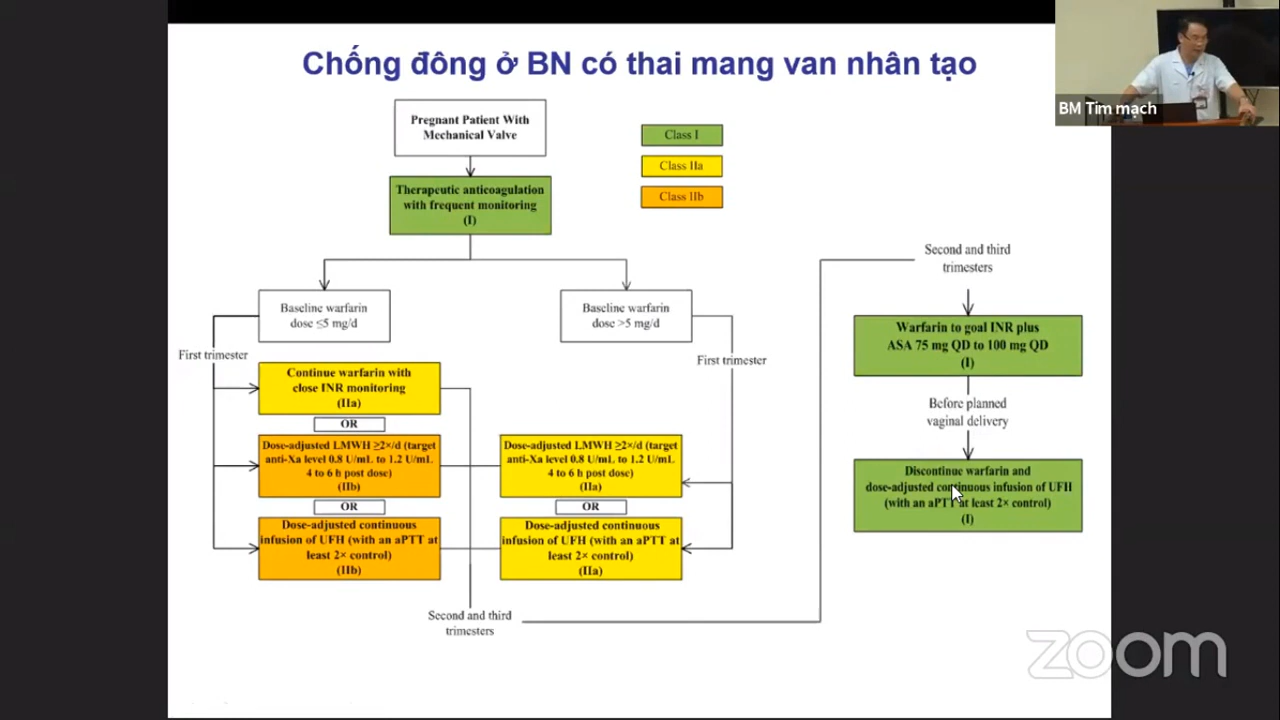 Chống đông ở BN có thai mang van nhân tạo
BM Tim mạch
Pregnant Patient With
Mechanical Valve
Class I
Class IIa
Class IIb
Therapeutic anticoagulation
with frequent monitoring
(I)
Baseline warfarin
dose ≤5 mg/d
Baseline warfarin
dose >5 mg/d
First trimester
First trimester
Continue warfarin with
close INR monitoring
(IIa)
OR
Dose-adjusted LMWH ≥2×/d (target
anti-Xa level 0.8 U/mL to 1.2 U/mL
4 to 6 h post dose)
(IIb)
OR
Dose-adjusted continuous
infusion of UFH (with an aPTT at
least 2× control)
(IIb)
Dose-adjusted LMWH ≥2×/d (target
anti-Xa level 0.8 U/mL to 1.2 U/mL
4 to 6 h post dose)
(IIa)
OR
Dose-adjusted continuous
infusion of UFH (with an aPTT at
least 2× control)
(IIa)
Second and third
trimesters
Second and third
trimesters
Warfarin to goal INR plus
ASA 75 mg QD to 100 mg QD
(I)
Before planned
vaginal delivery
Discontinue warfarin and
dose-adjusted continuous infusion of UFH
(with an aPTT at least 2× control)
(I)
zoom